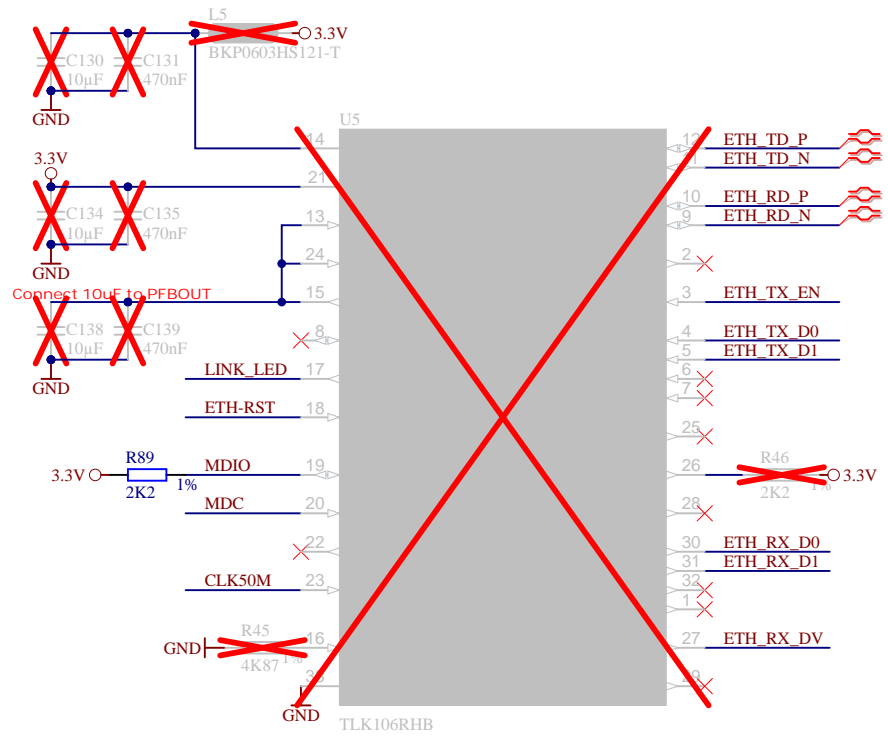 L5
3.3V
BKP0603HS121-T
C130
10µF
C131
470nF
GND
U5
3.3V
C134
10µF
C135
470nF
GND
Connect 10uF to PFBOUT
C138
10µF
C139
470nF
GND
14
21
13
24
15
8
LINK_LED 17
ETH-RST 18
3.3V R89 MDIO 19
2K2 1%
MDC 20
22
CLK50M 23
GND R45 16
4K87 1%
33
GND
TLK106RHB
12 ETH_TD_P
11 ETH_TD_N
10 ETH_RD_P
9 ETH_RD_N
2
3 ETH_TX_EN
4 ETH_TX_D0
5 ETH_TX_D1
6
7
25
26 R46 3.3V
2K2 1%
28
30 ETH_RX_D0
31 ETH_RX_D1
32
1
27 ETH_RX_DV
29